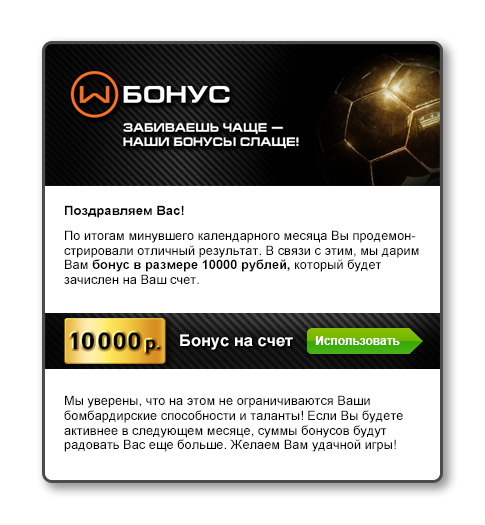 W БОНУС
ЗАБИВАЕШЬ ЧАЩЕ —
НАШИ БОНУСЫ СЛАЩЕ!
Поздравляем Вас!
По итогам минувшего календарного месяца Вы продемон-
стрировали отличный результат. В связи с этим, мы дарим
Вам бонус в размере 10000 рублей, который будет
зачислен на Ваш счет.
10000 р. Бонус на счет Использовать
Мы уверены, что на этом не ограничиваются Ваши
бомбардирские способности и таланты! Если Вы будете
активнее в следующем месяце, суммы бонусов будут
радовать Вас еще больше. Желаем Вам удачной игры!